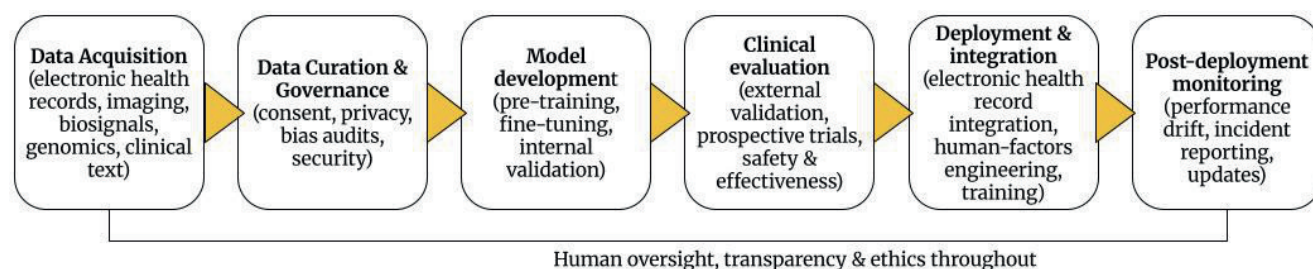 Data Acquisition
(electronic health
records, imaging,
biosignals,
genomics, clinical
text)
Data Curation &
Governance
(consent, privacy,
bias audits,
security)
Model
development
(pre-training,
fine-tuning,
internal
validation)
Clinical
evaluation
(external
validation,
prospective trials,
safety &
effectiveness)
Deployment &
integration
(electronic health
record
integration,
human-factors
engineering,
training)
Post-deployment
monitoring
(performance
drift, incident
reporting,
updates)
Human oversight, transparency & ethics throughout